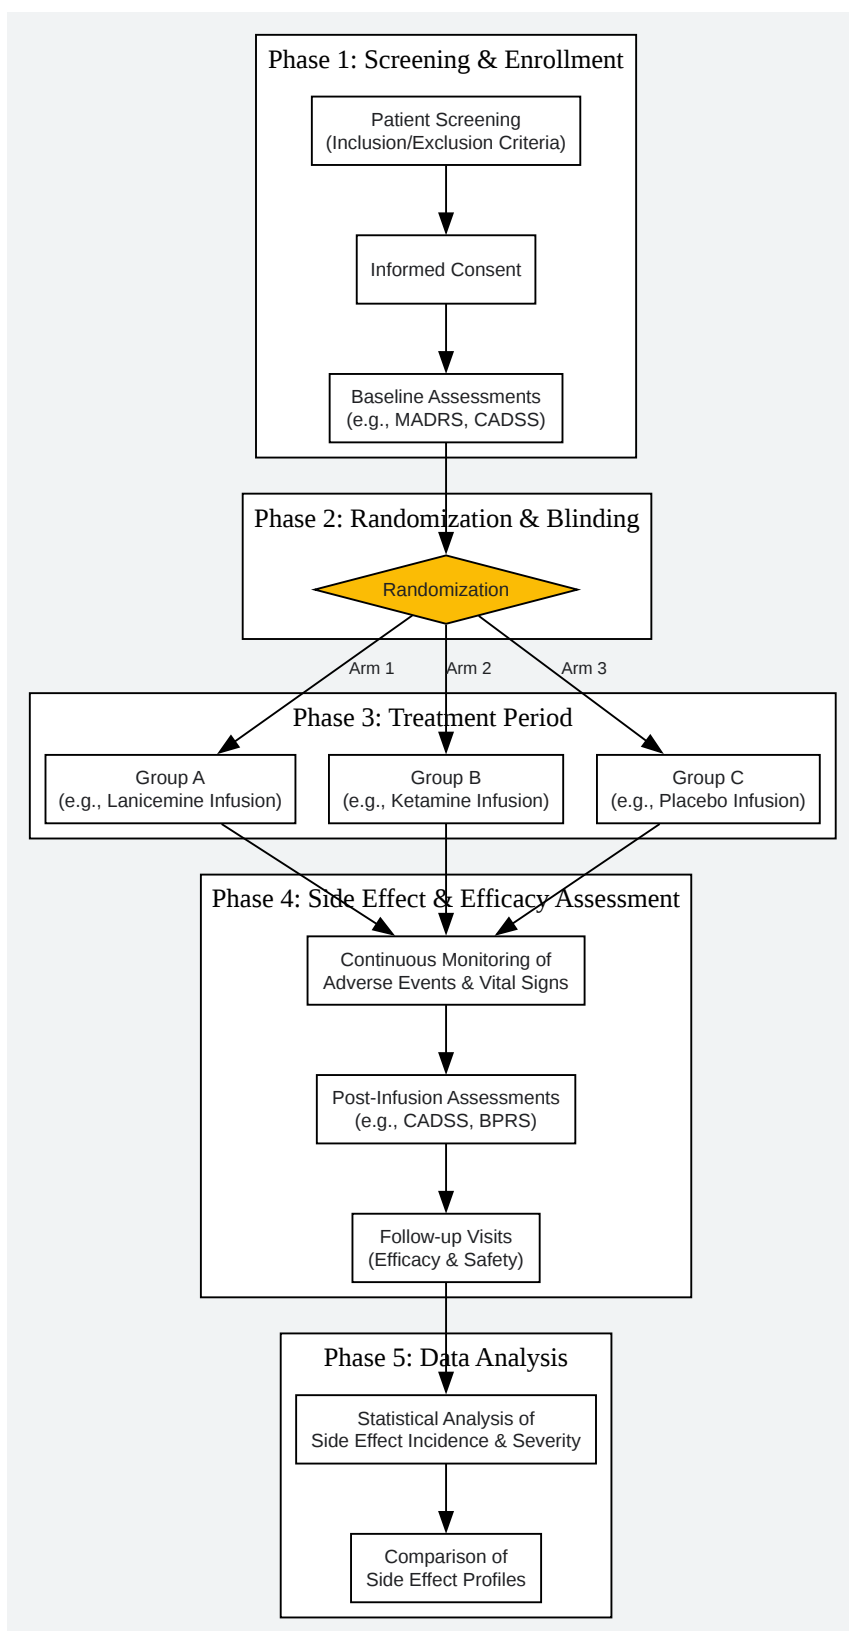 Phase 1: Screening & Enrollment
Patient Screening
(Inclusion/Exclusion Criteria)
Informed Consent
Baseline Assessments
(e.g., MADRS, CADSS)
Phase 2: Randomization & Blinding
Randomization
Arm 1
Arm 2
Arm 3
Phase 3: Treatment Period
Group A
(e.g., Lanicemine Infusion)
Group B
(e.g., Ketamine Infusion)
Group C
(e.g., Placebo Infusion)
Phase 4: Side Effect & Efficacy Assessment
Continuous Monitoring of
Adverse Events & Vital Signs
Post-Infusion Assessments
(e.g., CADSS, BPRS)
Follow-up Visits
(Efficacy & Safety)
Phase 5: Data Analysis
Statistical Analysis of
Side Effect Incidence & Severity
Comparison of
Side Effect Profiles